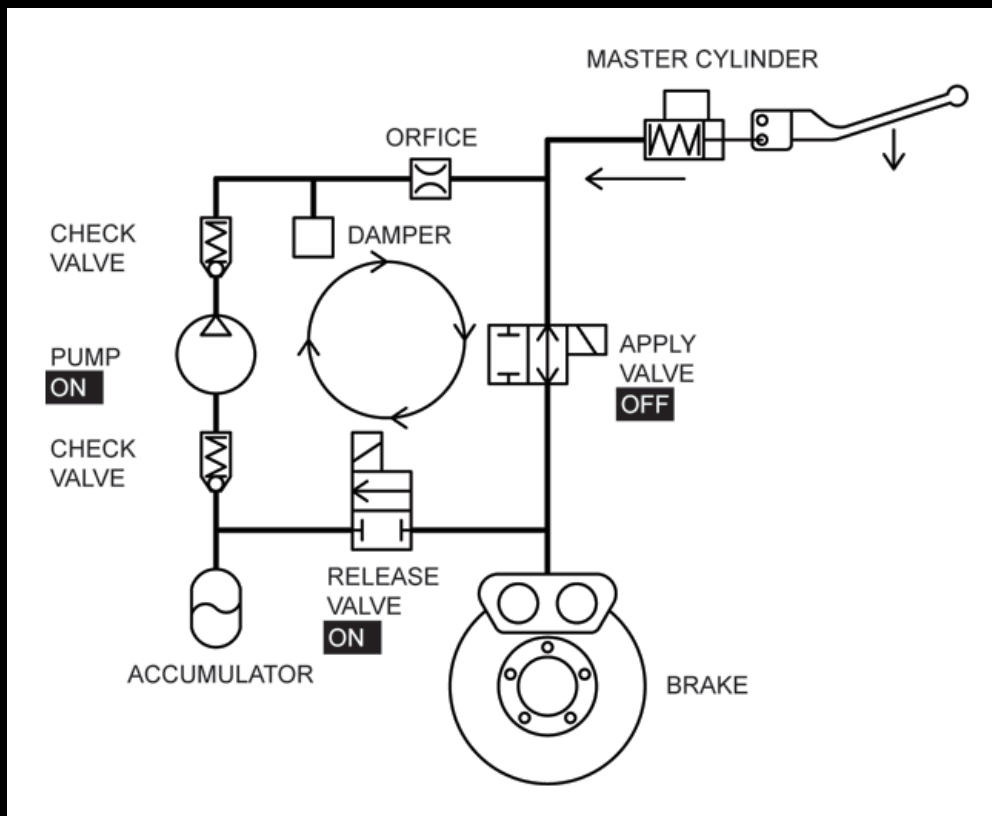 MASTER CYLINDER
ORFICE
CHECK
VALVE
DAMPER
PUMP
ON
APPLY
VALVE
OFF
CHECK
VALVE
RELEASE
VALVE
ON
ACCUMULATOR
BRAKE